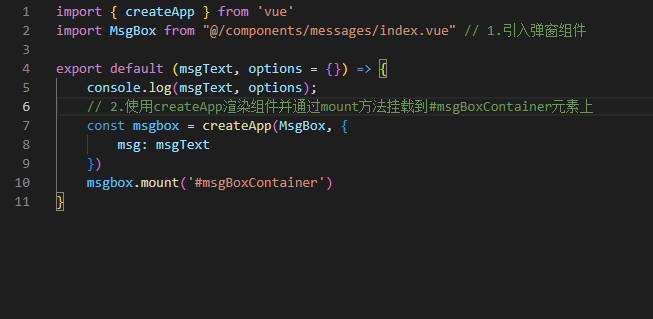 1 import { createApp } from 'vue'
2 import MsgBox from "@/components/messages/index.vue" // 1.引入弹窗组件
3
4 export default (msgText, options = {}) => {
5     console.log(msgText, options);
6     // 2.使用createApp渲染组件并通过mount方法挂载到#msgBoxContainer元素上
7     const msgbox = createApp(MsgBox, {
8         msg: msgText
9     })
10     msgbox.mount('#msgBoxContainer')
11 }